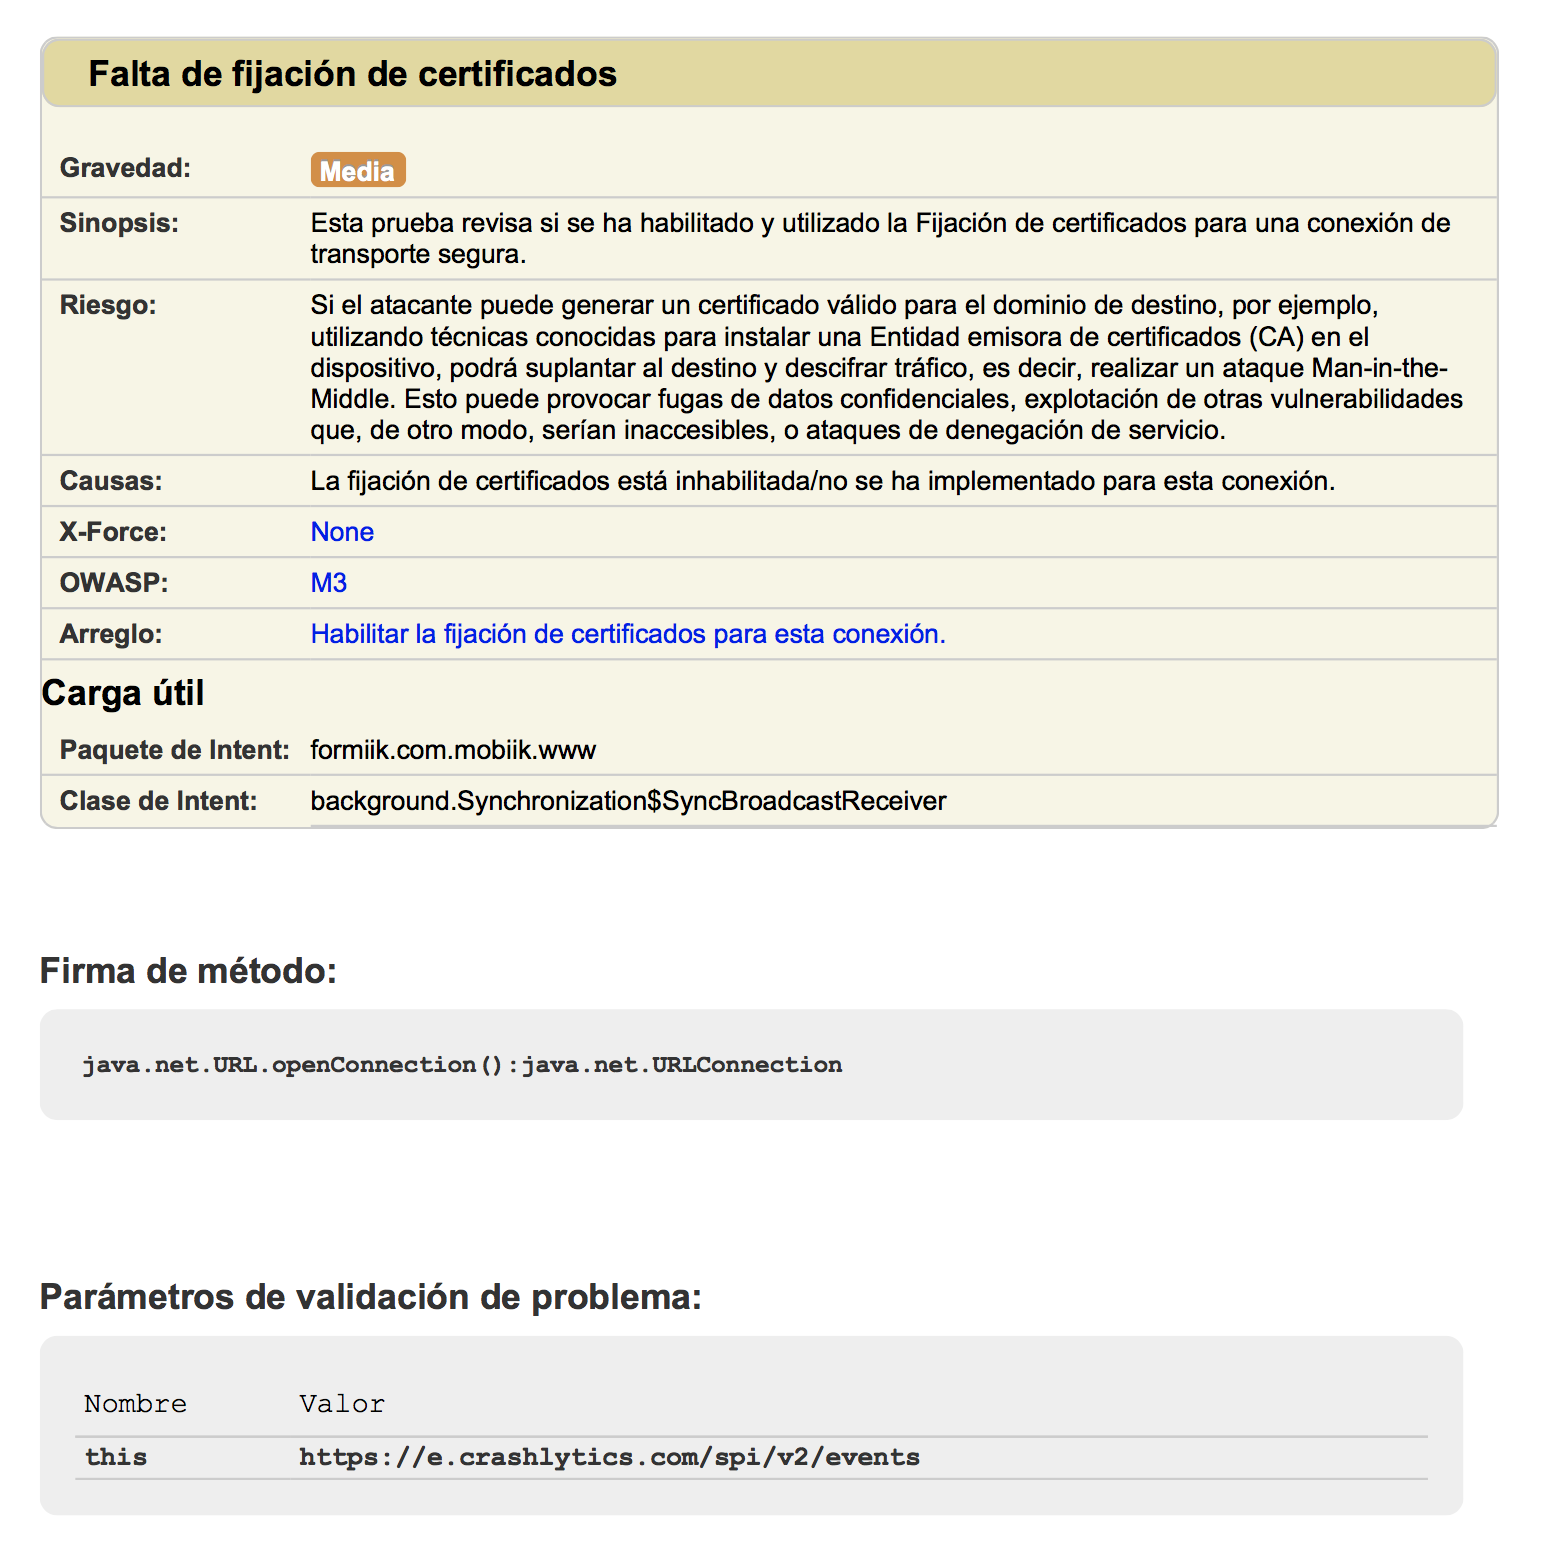 Falta de fijación de certificados
Gravedad: Media
Sinopsis: Esta prueba revisa si se ha habilitado y utilizado la Fijación de certificados para una conexión de
transporte segura.
Riesgo: Si el atacante puede generar un certificado válido para el dominio de destino, por ejemplo,
utilizando técnicas conocidas para instalar una Entidad emisora de certificados (CA) en el
dispositivo, podrá suplantar al destino y descifrar tráfico, es decir, realizar un ataque Man-in-the-
Middle. Esto puede provocar fugas de datos confidenciales, explotación de otras vulnerabilidades
que, de otro modo, serían inaccesibles, o ataques de denegación de servicio.
Causas: La fijación de certificados está inhabilitada/no se ha implementado para esta conexión.
X-Force: None
OWASP: M3
Arreglo: Habilitar la fijación de certificados para esta conexión.
Carga útil
Paquete de Intent: formiik.com.mobiik.www
Clase de Intent: background.Synchronization$SyncBroadcastReceiver
Firma de método:
java.net.URL.openConnection():java.net.URLConnection
Parámetros de validación de problema:
Nombre Valor
this https://e.crashlytics.com/spi/v2/events